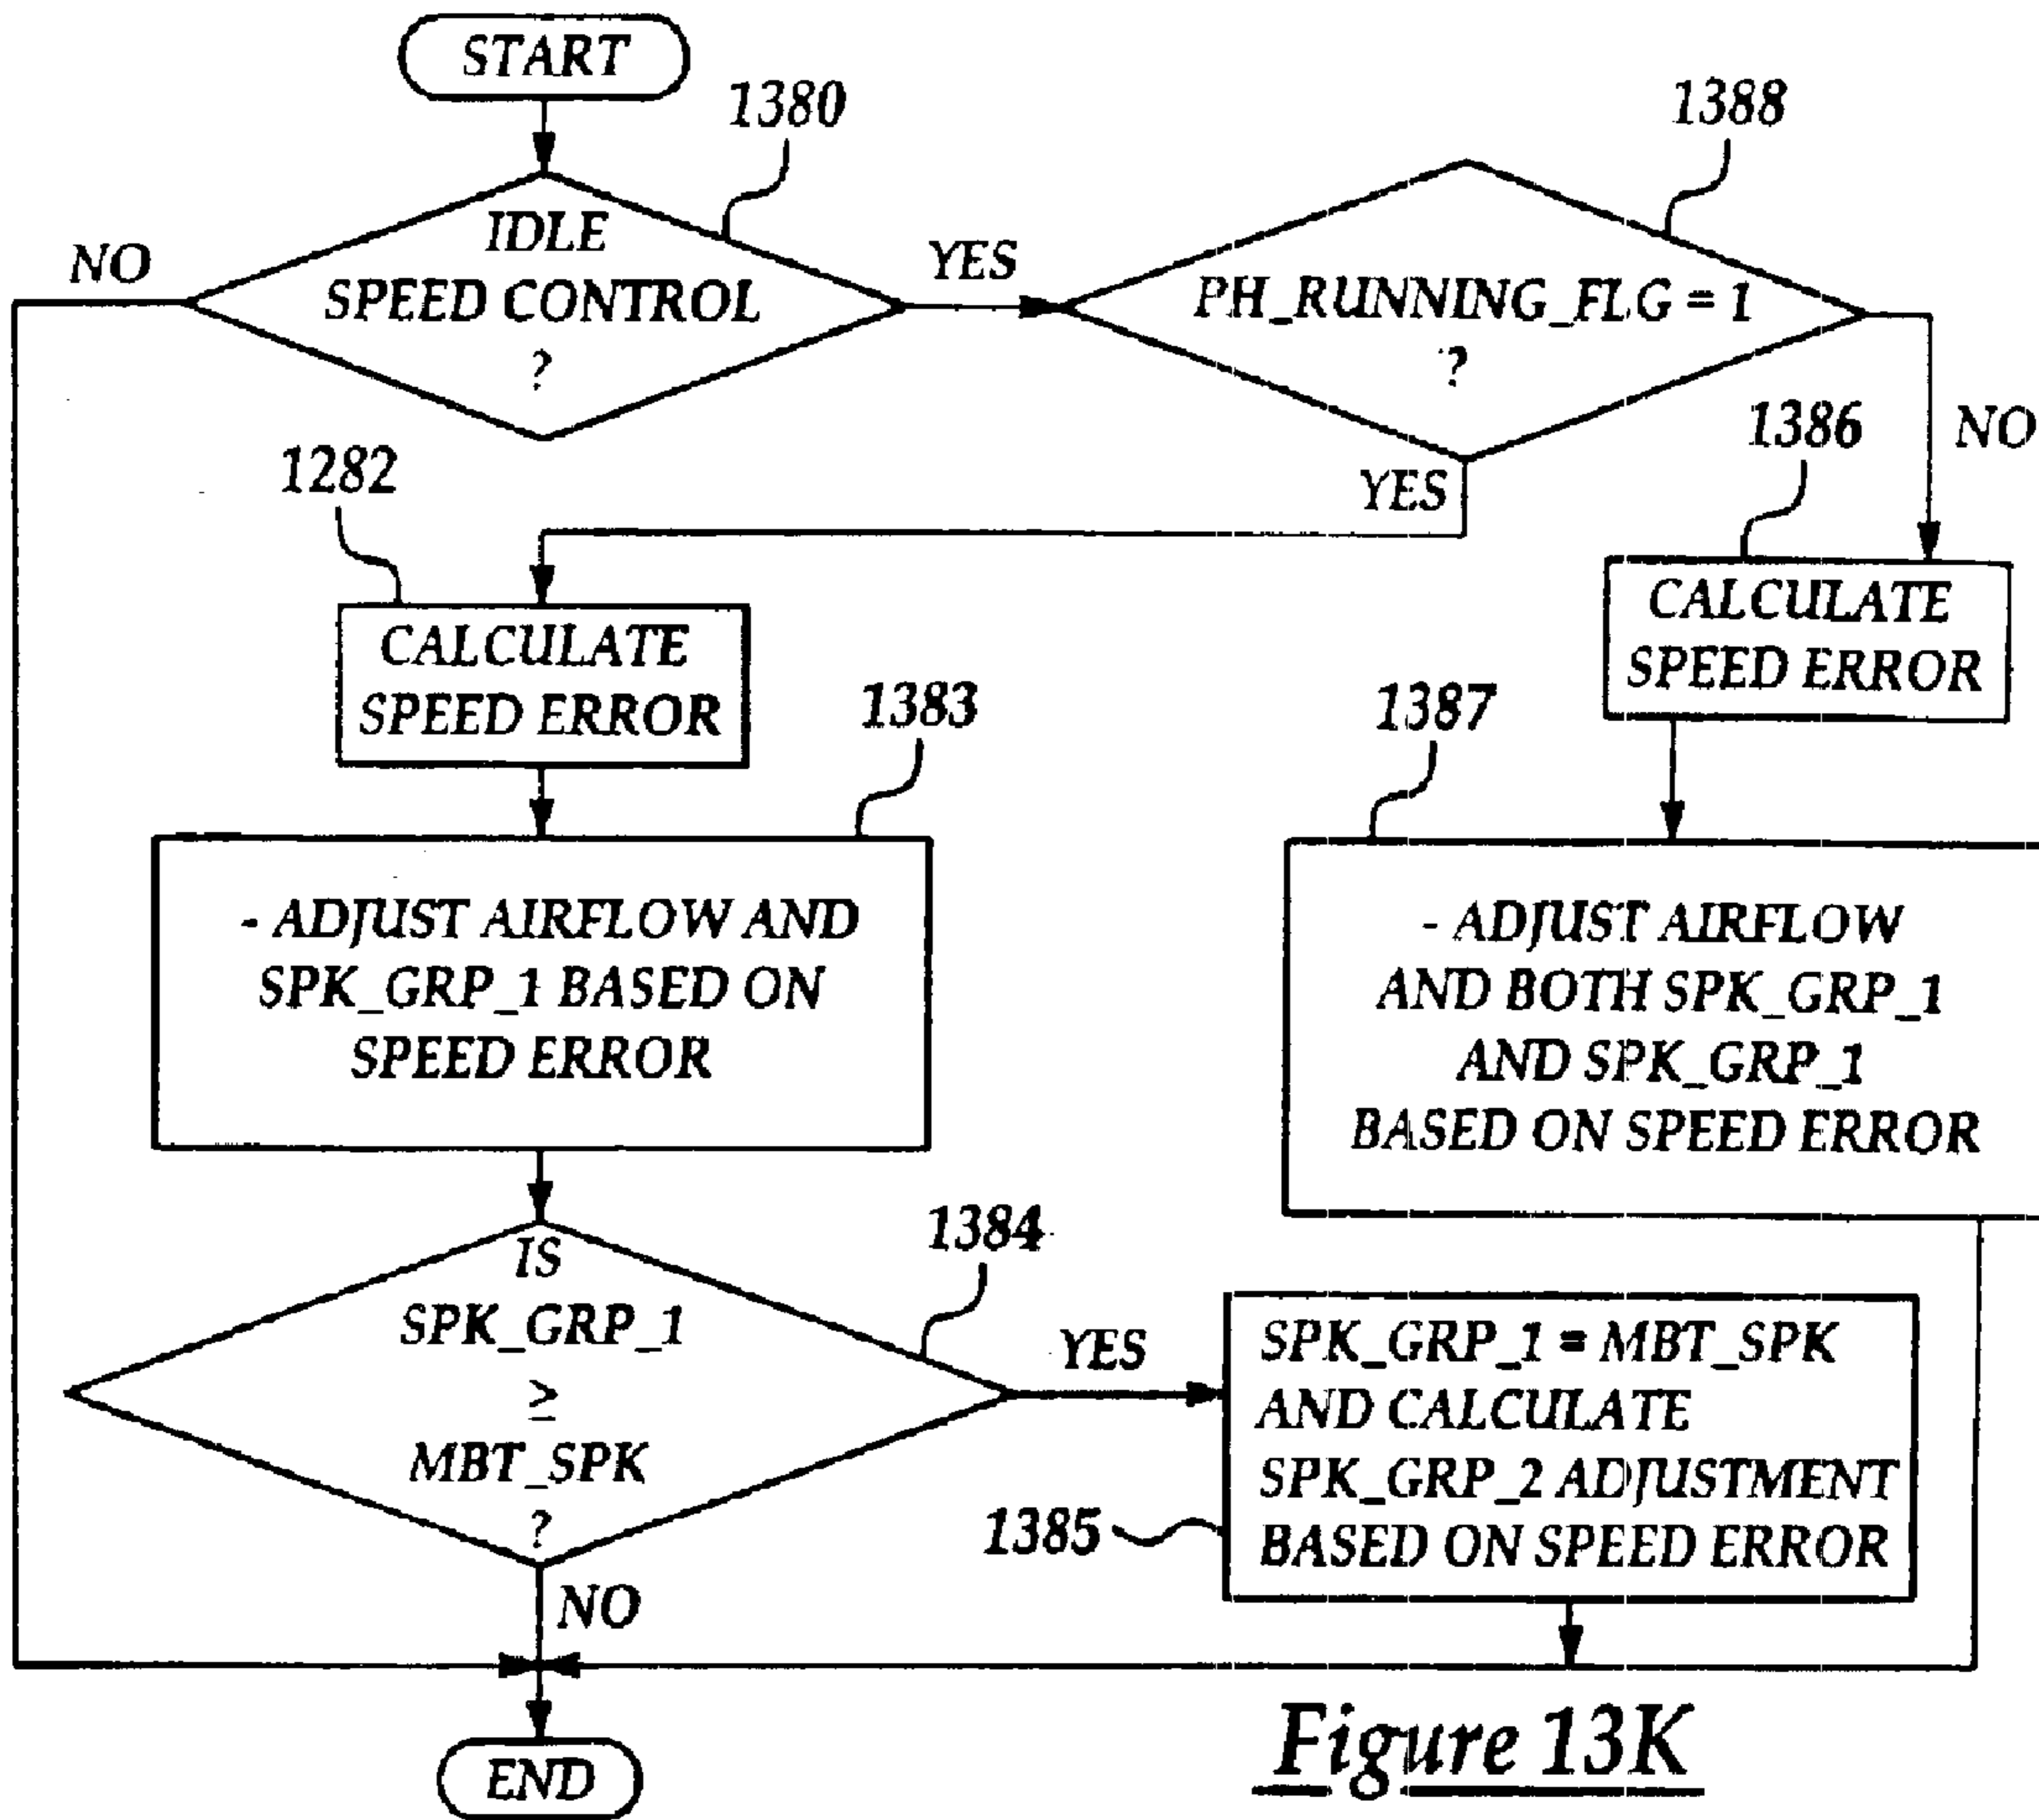 START
1380
IDLE
SPEED CONTROL
?
NO
YES
1388
PH_RUNNING_FLG = 1
?
YES
NO
1282
CALCULATE
SPEED ERROR
1386
CALCULATE
SPEED ERROR
1383
- ADJUST AIRFLOW AND
SPK_GRP_1 BASED ON
SPEED ERROR
1387
- ADJUST AIRFLOW
AND BOTH SPK_GRP_1
AND SPK_GRP_1
BASED ON SPEED ERROR
1384
IS
SPK_GRP_1
≥
MBT_SPK
?
YES
NO
1385
SPK_GRP_1 = MBT_SPK
AND CALCULATE
SPK_GRP_2 ADJUSTMENT
BASED ON SPEED ERROR
END
Figure 13K